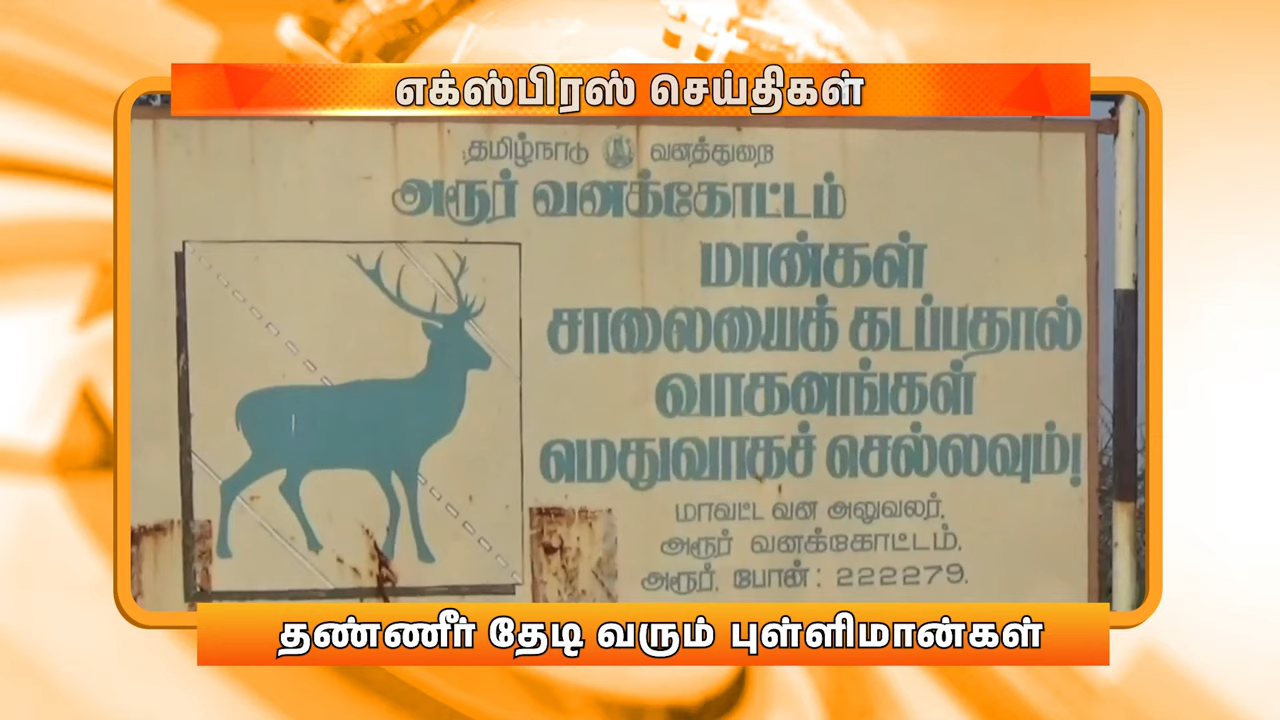 எக்ஸ்பிரஸ் செய்திகள்
தமிழ்நாடு வனத்துறை
அரூர் வனக்கோட்டம்
மான்கள்
சாலையைக் கடப்பதால்
வாகனங்கள்
மெதுவாகச் செல்லவும்!
மாவட்ட வன அலுவலர்,
அரூர் வனக்கோட்டம்,
அரூர். போன் : 222279.
தண்ணீர் தேடி வரும் புள்ளிமான்கள்